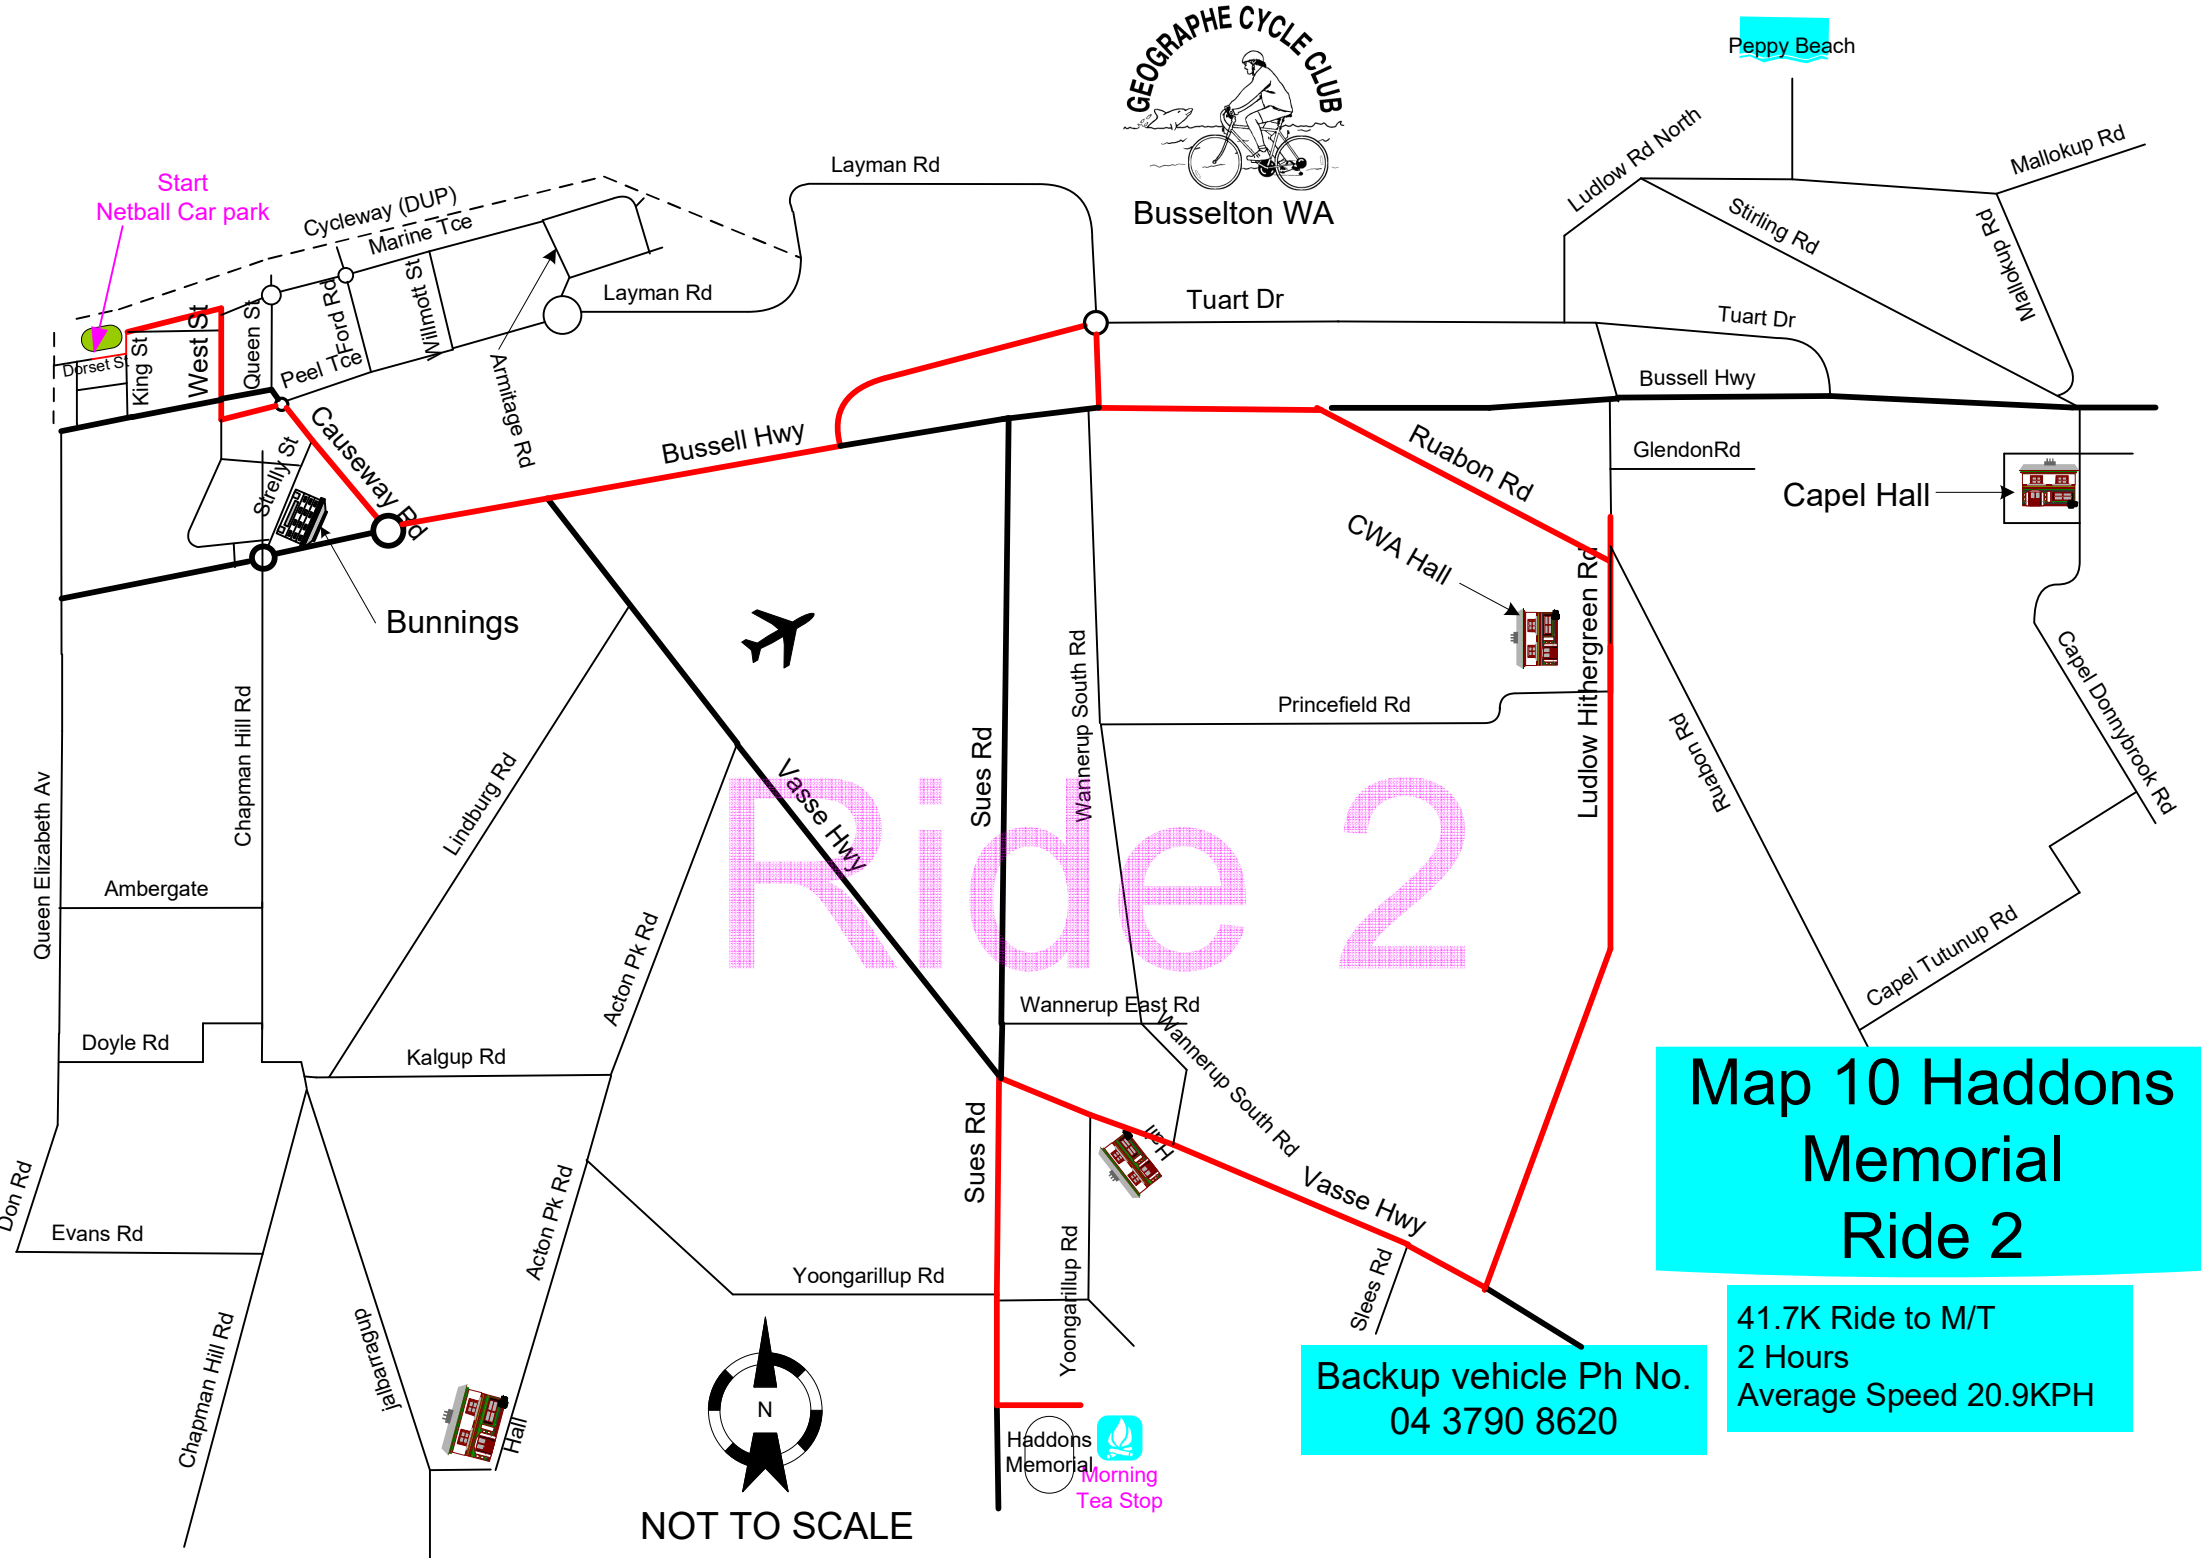 GEOGRAPHE CYCLE CLUB
Busselton WA
Peppy Beach
Start
Netball Car park
Cycleway (DUP)
Marine Tce
Layman Rd
Layman Rd
Ludlow Rd North
Mallokup Rd
Stirling Rd
Mallokup Rd
Tuart Dr
Tuart Dr
Dorset St
King St
West St
Queen St
Ford Rd
Willmott St
Peel Tce
Armitage Rd
Causeway Rd
Strelly St
Bussell Hwy
Bussell Hwy
Ruabon Rd
GlendonRd
Capel Hall
CWA Hall
Bunnings
Ludlow Hithergreen Rd
Princefield Rd
Ruabon Rd
Capel Donnybrook Rd
Capel Tutunup Rd
Queen Elizabeth Av
Chapman Hill Rd
Lindburg Rd
Vasse Hwy
Sues Rd
Wannerup South Rd
Ride 2
Ambergate
Acton Pk Rd
Wannerup East Rd
Wannerup South Rd
Doyle Rd
Kalgup Rd
Sues Rd
Hall
Vasse Hwy
Don Rd
Evans Rd
Acton Pk Rd
Yoongarillup Rd
Yoongarillup Rd
Slees Rd
Chapman Hill Rd
jalbarragup
Hall
N
NOT TO SCALE
Haddons
Memorial
Morning
Tea Stop
Backup vehicle Ph No.
04 3790 8620
Map 10 Haddons
Memorial
Ride 2
41.7K Ride to M/T
2 Hours
Average Speed 20.9KPH